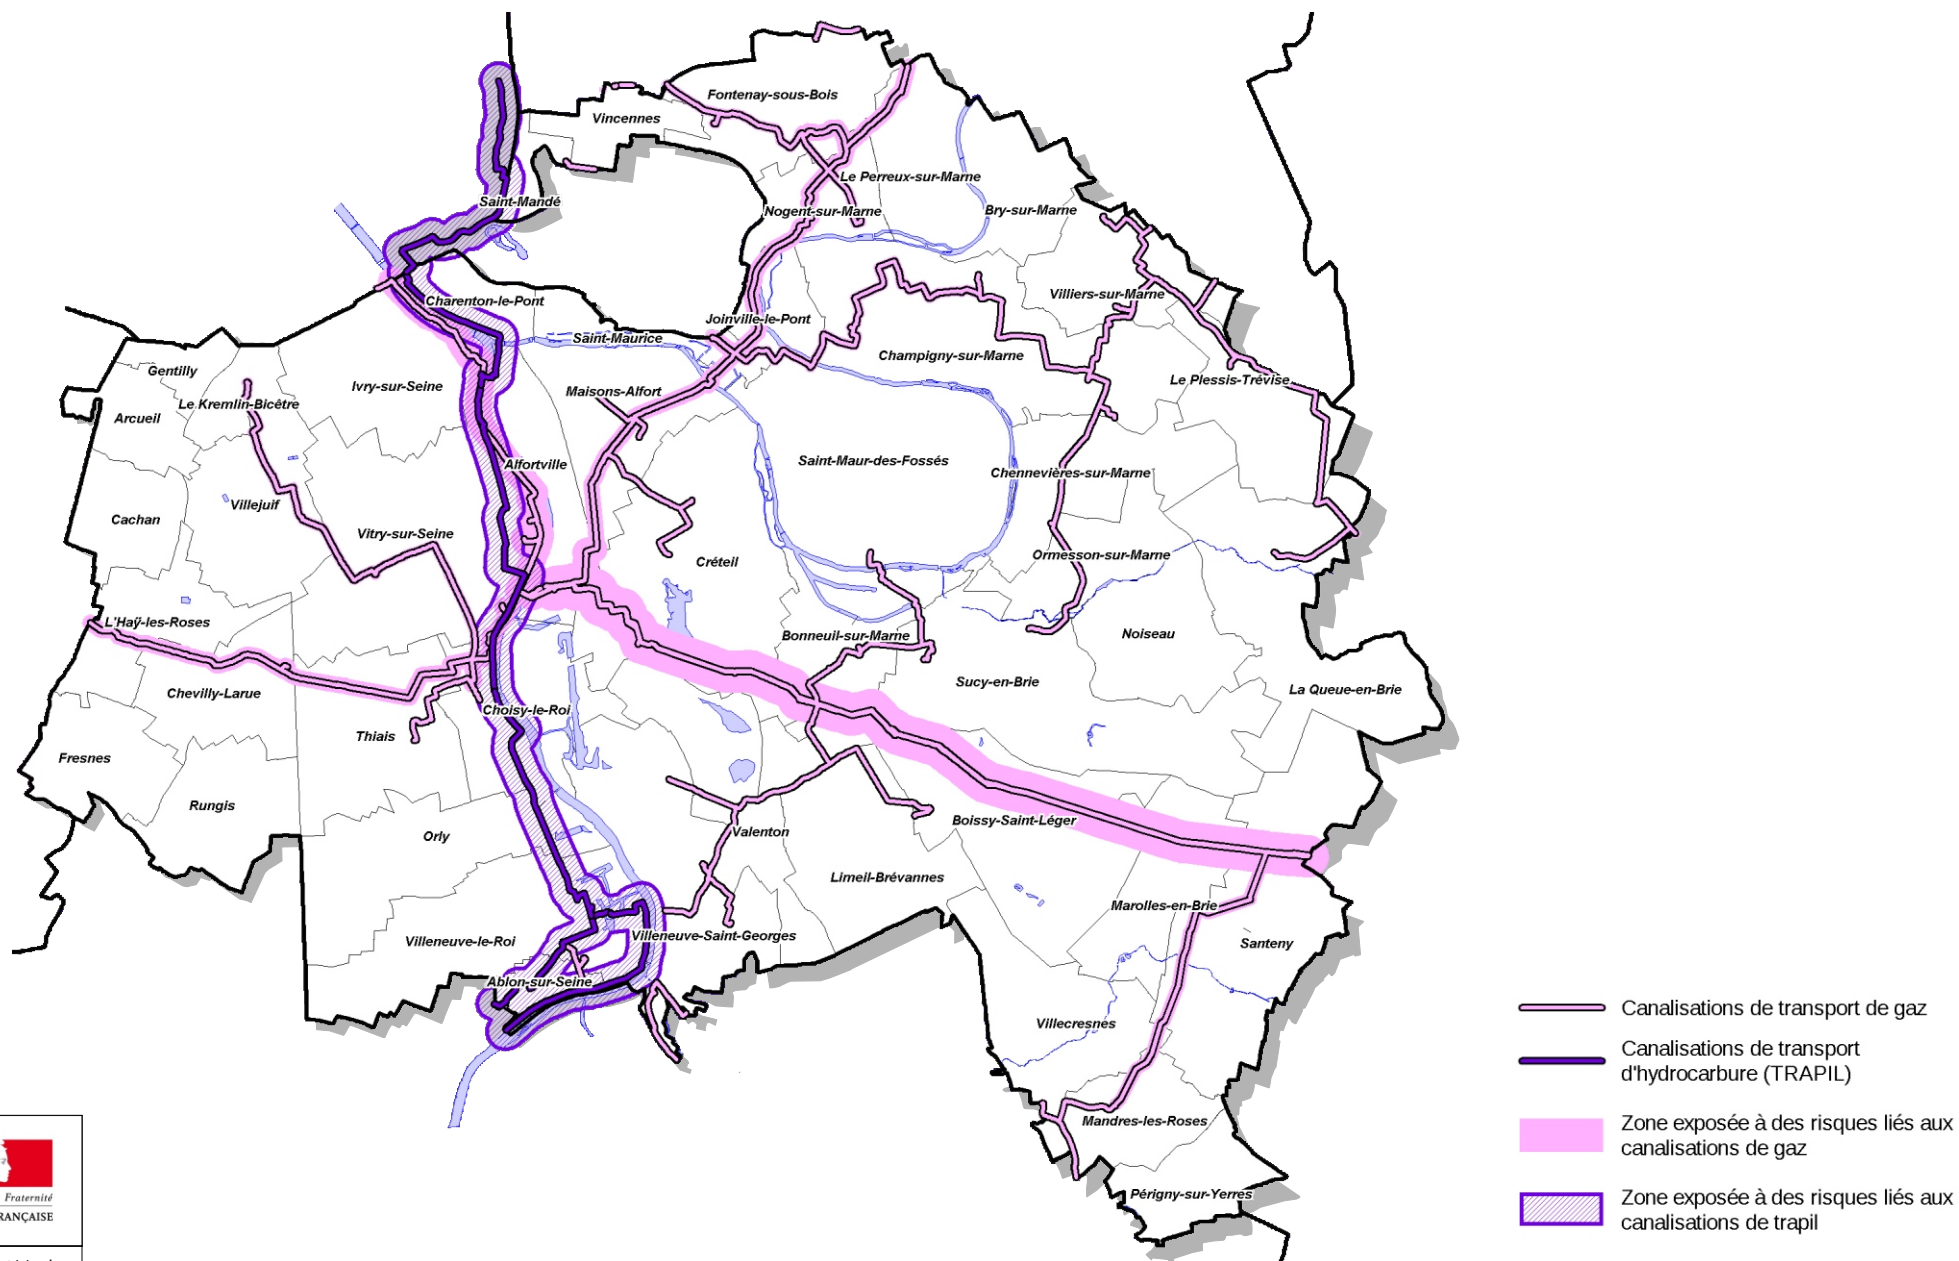 Fontenay-sous-Bois
Vincennes
Le Perreux-sur-Marne
Saint-Mandé
Nogent-sur-Marne
Bry-sur-Marne
Charenton-le-Pont
Villiers-sur-Marne
Joinville-le-Pont
Saint-Maurice
Champigny-sur-Marne
Gentilly
Ivry-sur-Seine
Maisons-Alfort
Le Plessis-Trévise
Le Kremlin-Bicêtre
Arcueil
Alfortville
Saint-Maur-des-Fossés
Chennevières-sur-Marne
Villejuif
Cachan
Vitry-sur-Seine
Créteil
Ormesson-sur-Marne
L'Haÿ-les-Roses
Bonneuil-sur-Marne
Noiseau
Chevilly-Larue
Sucy-en-Brie
La Queue-en-Brie
Choisy-le-Roi
Thiais
Fresnes
Rungis
Orly
Valenton
Boissy-Saint-Léger
Limeil-Brévannes
Marolles-en-Brie
Villeneuve-le-Roi
Villeneuve-Saint-Georges
Santeny
Ablon-sur-Seine
Villecresnes
Mandres-les-Roses
Périgny-sur-Yerres
Canalisations de transport de gaz
Canalisations de transport
d'hydrocarbure (TRAPIL)
Zone exposée à des risques liés aux
canalisations de gaz
Zone exposée à des risques liés aux
canalisations de trapil
Fraternité
RANÇAISE